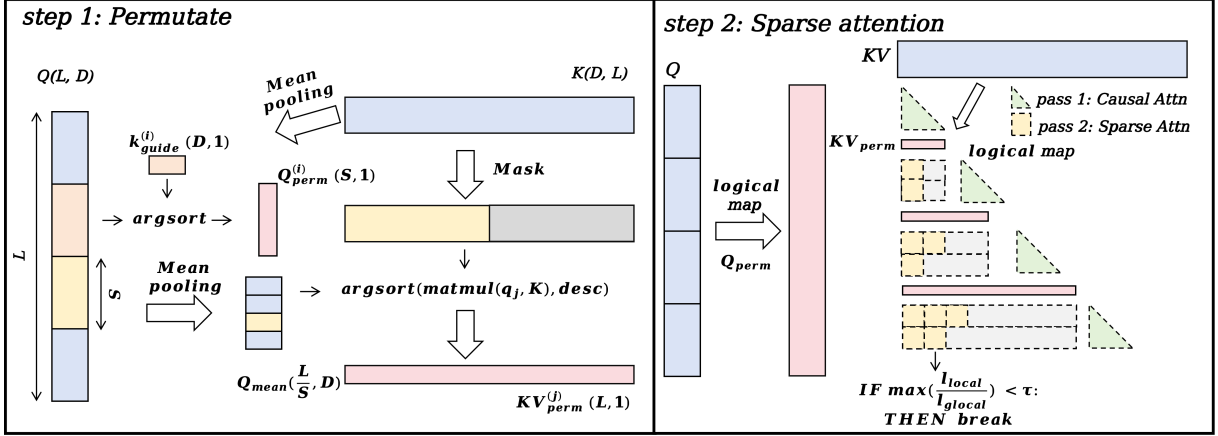 step 1: Permutate
Q(L, D)
L
S
k_guide^(i) (D, 1)
argsort
Mean
pooling
Q_perm^(i) (S, 1)
Mean
pooling
Q_mean(L/S, D)
K(D, L)
Mask
argsort(matmul(q_j, K), desc)
KV_perm^(j) (L, 1)
step 2: Sparse attention
Q
logical
map
Q_perm
KV
pass 1: Causal Attn
pass 2: Sparse Attn
KV_perm
logical map
IF max(l_local/l_glocal) < τ:
THEN break